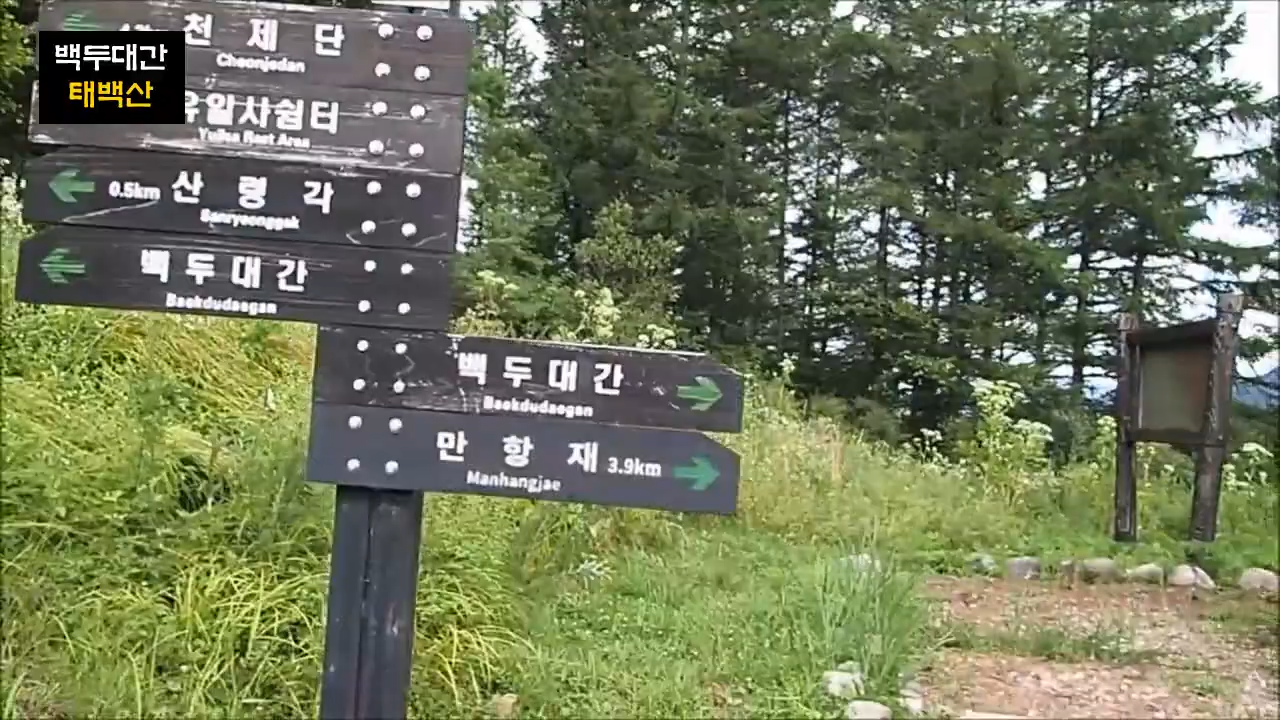 백두대간
태백산
천제단
Cheonjedan
유일사쉼터
Yuilsa Rest Area
0.5km 산령각
Sanryeonggak
백두대간
Baekdudaegan
백두대간
Baekdudaegan
만항재 3.9km
Manhangjae